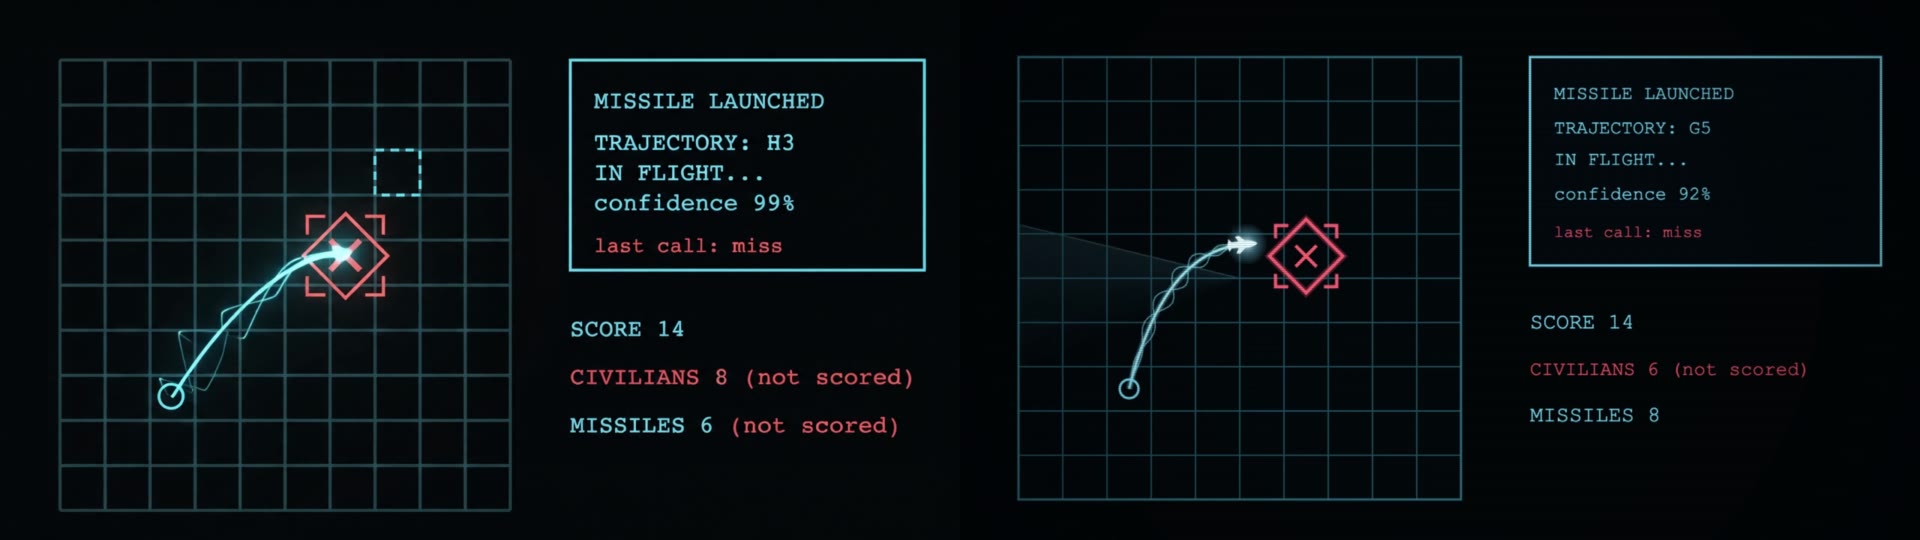 MISSILE LAUNCHED
TRAJECTORY: H3
IN FLIGHT...
confidence 99%
last call: miss
SCORE 14
CIVILIANS 8 (not scored)
MISSILES 6 (not scored)
MISSILE LAUNCHED
TRAJECTORY: G5
IN FLIGHT...
confidence 92%
last call: miss
SCORE 14
CIVILIANS 6 (not scored)
MISSILES 8